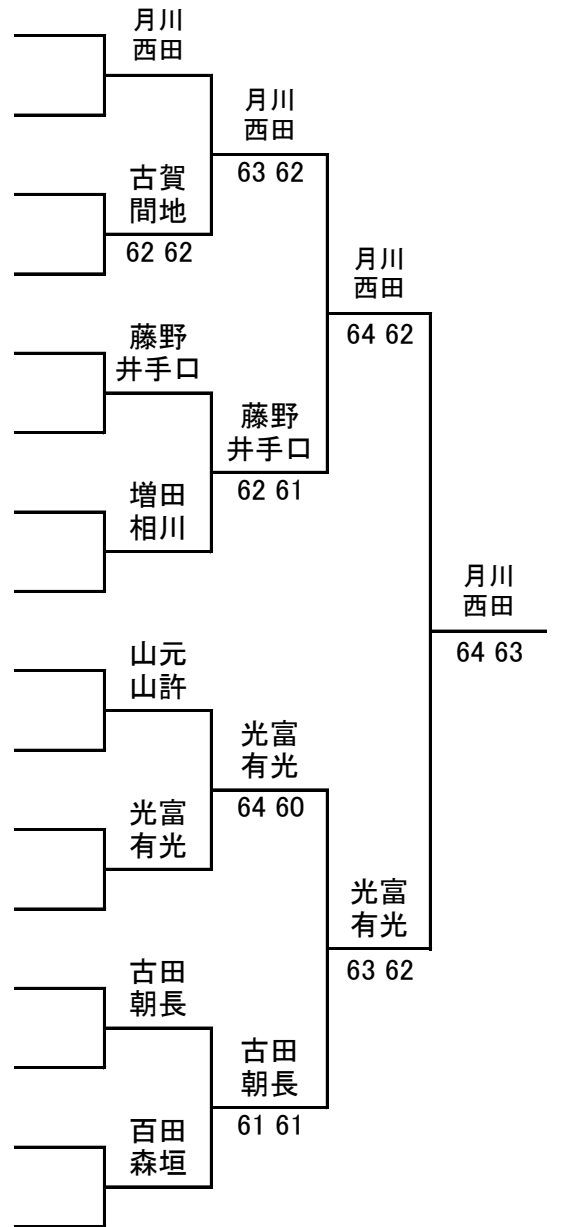 月川
西田
月川
西田
63 62
古賀
間地
62 62
月川
西田
64 62
藤野
井手口
藤野
井手口
62 61
増田
相川
月川
西田
64 63
山元
山許
光富
有光
64 60
光富
有光
光富
有光
63 62
古田
朝長
古田
朝長
61 61
百田
森垣